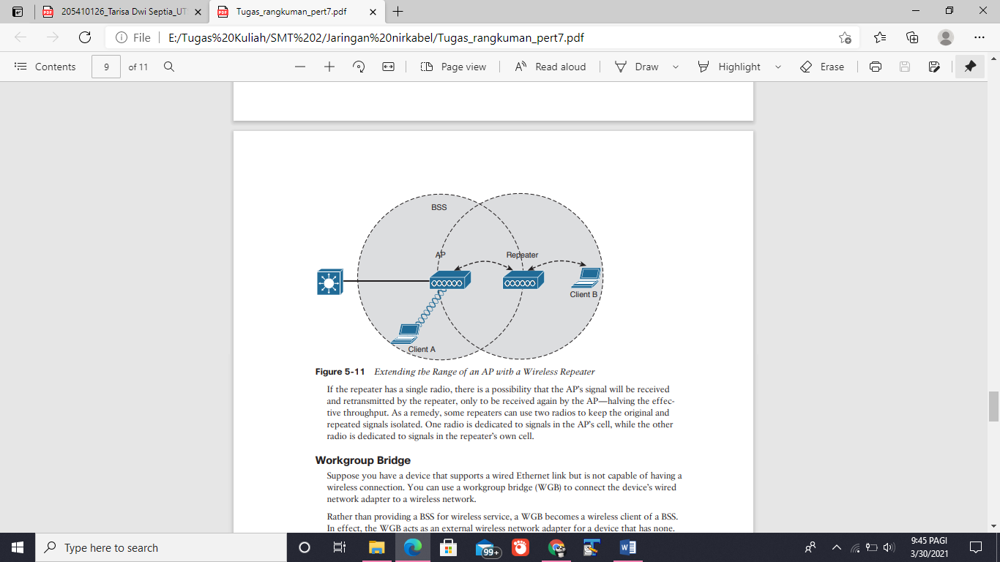 205410126_Tarisa Dwi Septia_UT
Tugas_rangkuman_pert7.pdf
File
E:/Tugas%20Kuliah/SMT%202/Jaringan%20nirkabel/Tugas_rangkuman_pert7.pdf
Contents
9
of 11
Page view
Read aloud
Draw
Highlight
Erase
BSS
AP
Repeater
Client B
Client A
Figure 5-11 Extending the Range of an AP with a Wireless Repeater
If the repeater has a single radio, there is a possibility that the AP's signal will be received
and retransmitted by the repeater, only to be received again by the AP—halving the effec-
tive throughput. As a remedy, some repeaters can use two radios to keep the original and
repeated signals isolated. One radio is dedicated to signals in the AP's cell, while the other
radio is dedicated to signals in the repeater's own cell.
Workgroup Bridge
Suppose you have a device that supports a wired Ethernet link but is not capable of having a
wireless connection. You can use a workgroup bridge (WGB) to connect the device's wired
network adapter to a wireless network.
Rather than providing a BSS for wireless service, a WGB becomes a wireless client of a BSS.
In effect, the WGB acts as an external wireless network adapter for a device that has none.
Type here to search
99+
9:45 PAGI
3/30/2021